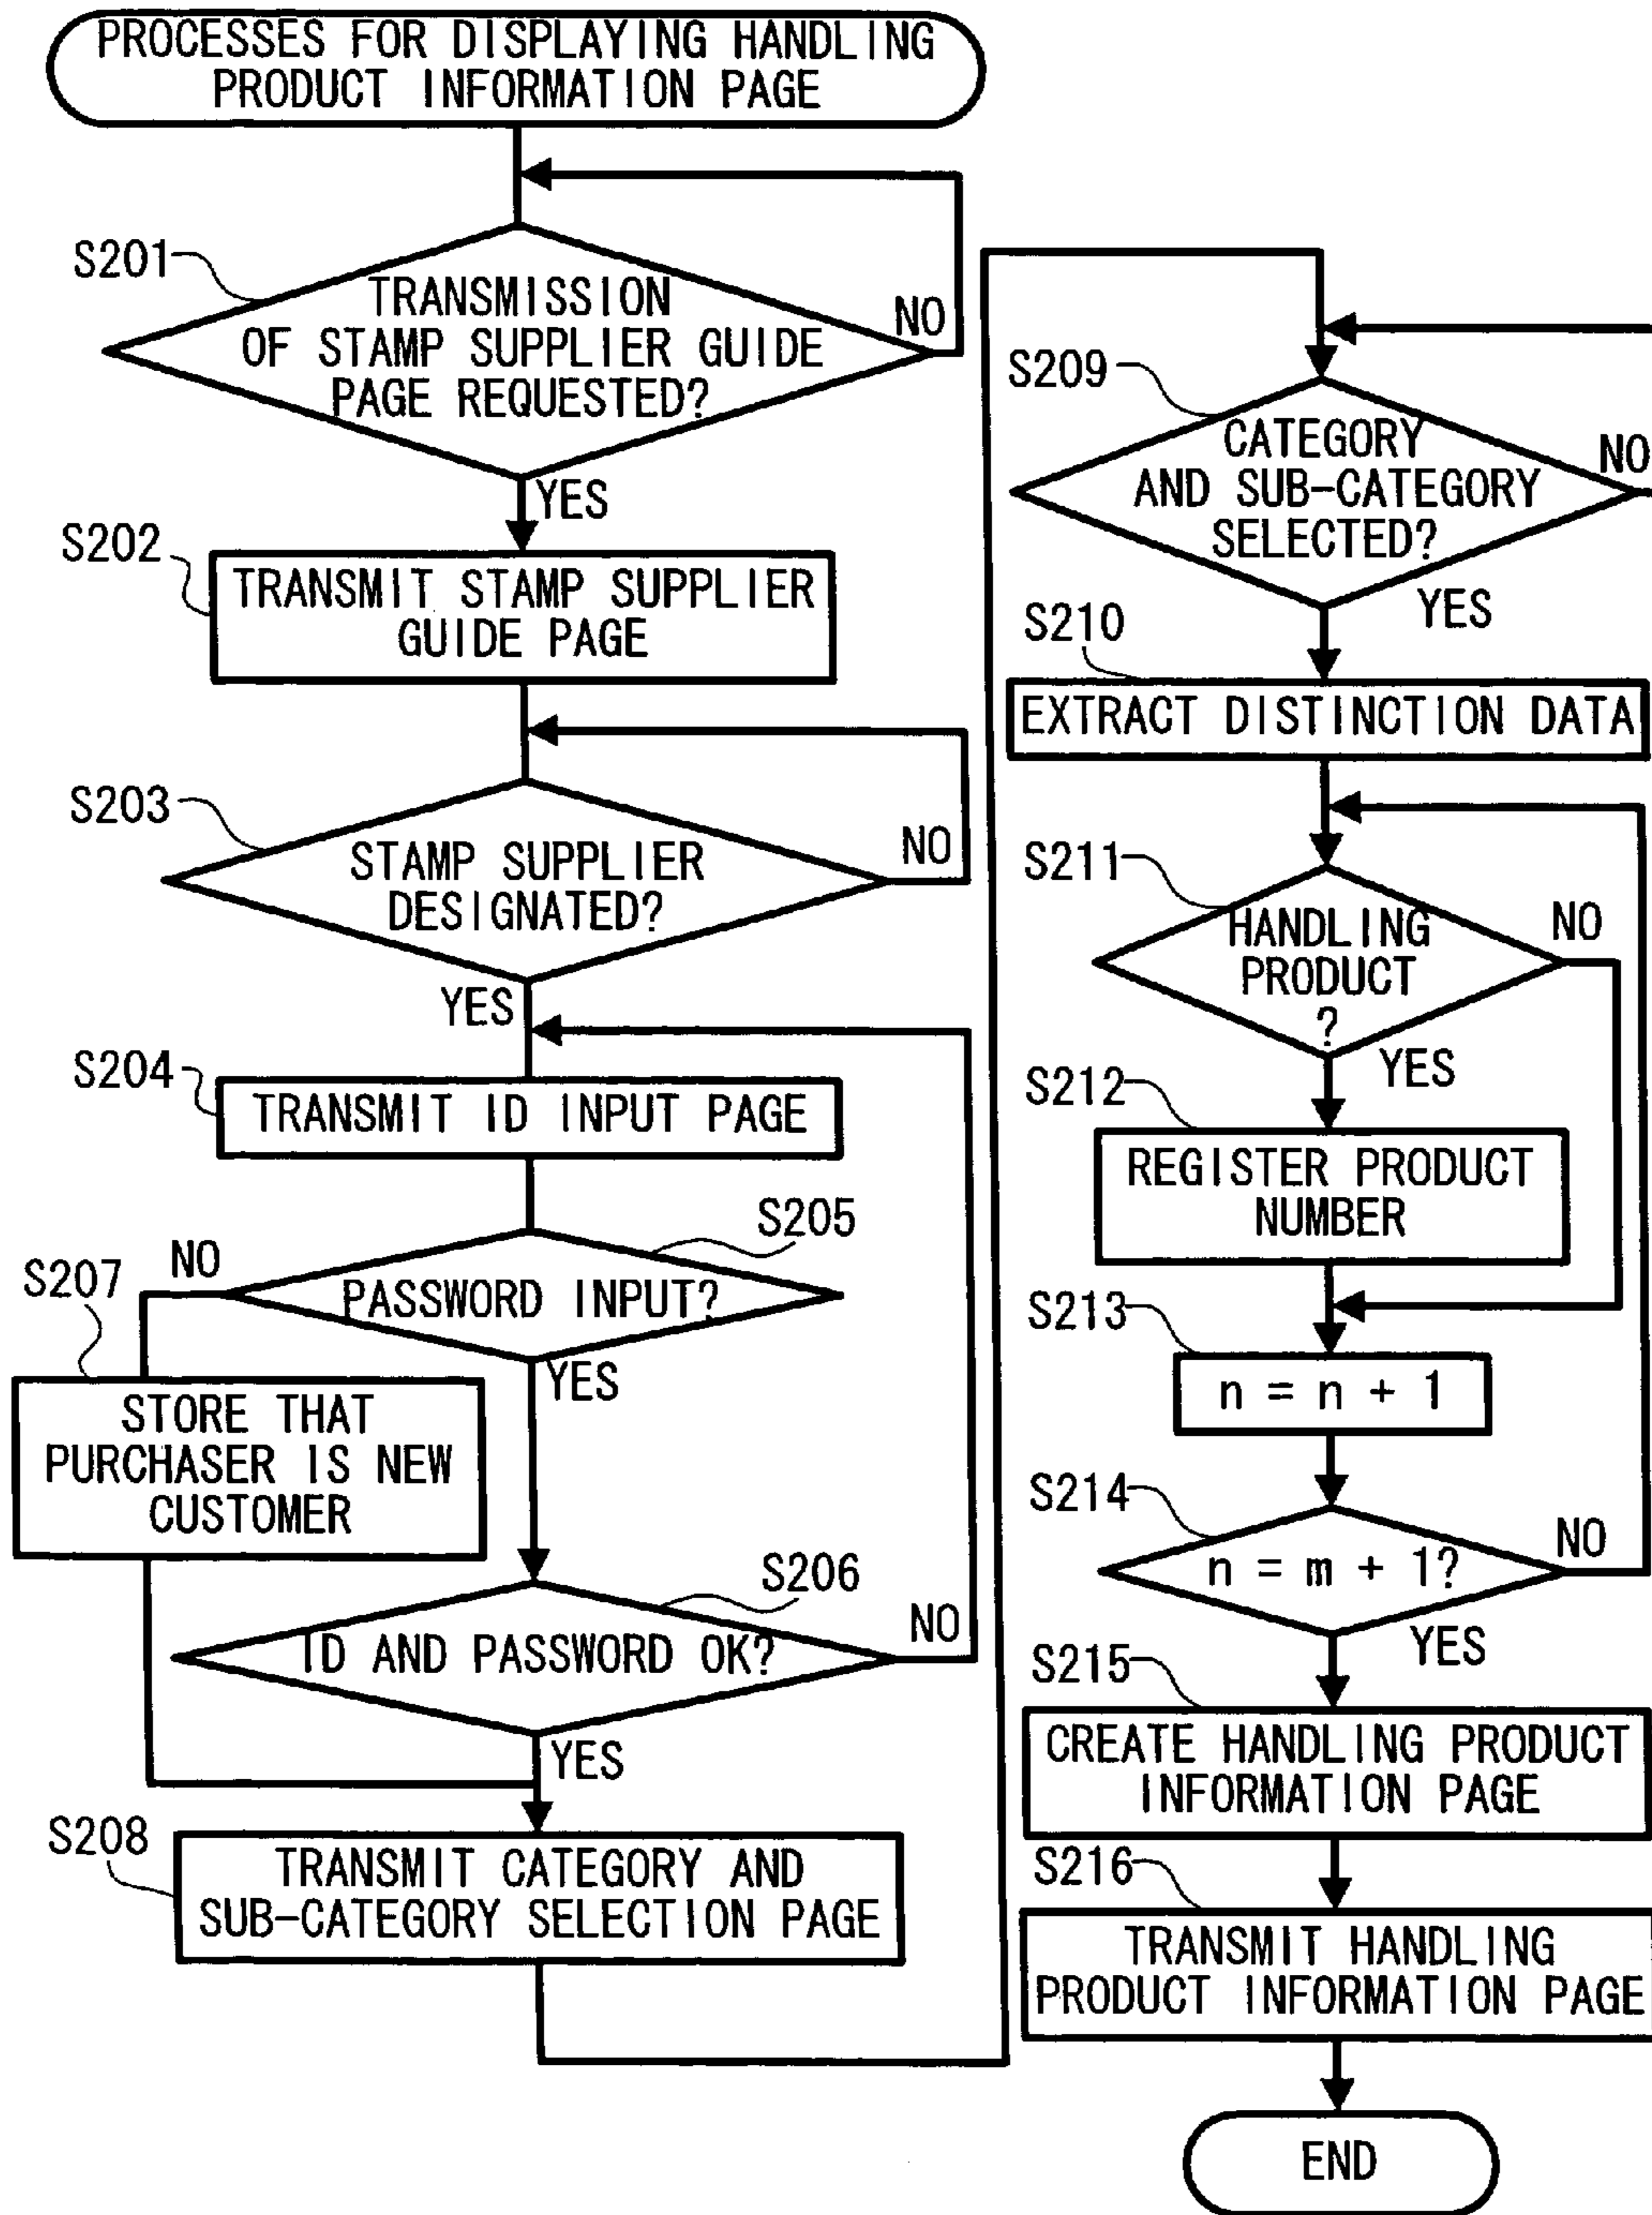 PROCESSES FOR DISPLAYING HANDLING
PRODUCT INFORMATION PAGE
S201
TRANSMISSION
OF STAMP SUPPLIER GUIDE
PAGE REQUESTED?
NO
YES
S202
TRANSMIT STAMP SUPPLIER
GUIDE PAGE
S203
STAMP SUPPLIER
DESIGNATED?
NO
YES
S204
TRANSMIT ID INPUT PAGE
S205
PASSWORD INPUT?
NO
YES
S207
STORE THAT
PURCHASER IS NEW
CUSTOMER
S206
ID AND PASSWORD OK?
NO
YES
S208
TRANSMIT CATEGORY AND
SUB-CATEGORY SELECTION PAGE
S209
CATEGORY
AND SUB-CATEGORY
SELECTED?
NO
YES
S210
EXTRACT DISTINCTION DATA
S211
HANDLING
PRODUCT
?
NO
YES
S212
REGISTER PRODUCT
NUMBER
S213
n = n + 1
S214
n = m + 1?
NO
YES
S215
CREATE HANDLING PRODUCT
INFORMATION PAGE
S216
TRANSMIT HANDLING
PRODUCT INFORMATION PAGE
END